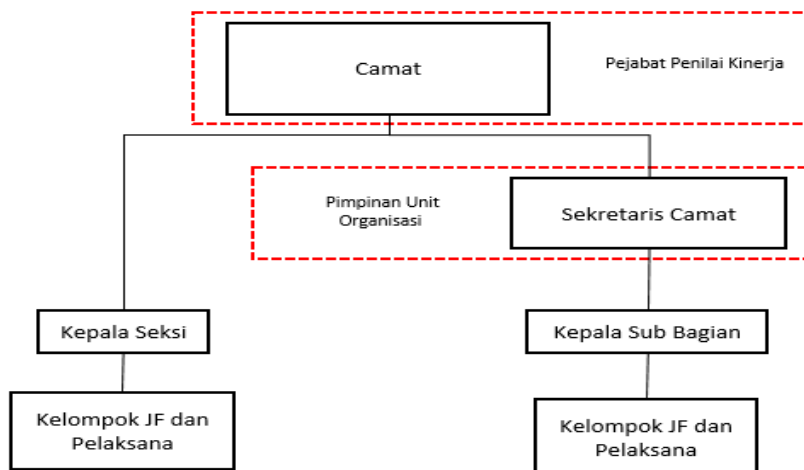 Camat
Pejabat Penilai Kinerja
Pimpinan Unit
Organisasi
Sekretaris Camat
Kepala Seksi
Kepala Sub Bagian
Kelompok JF dan
Pelaksana
Kelompok JF dan
Pelaksana